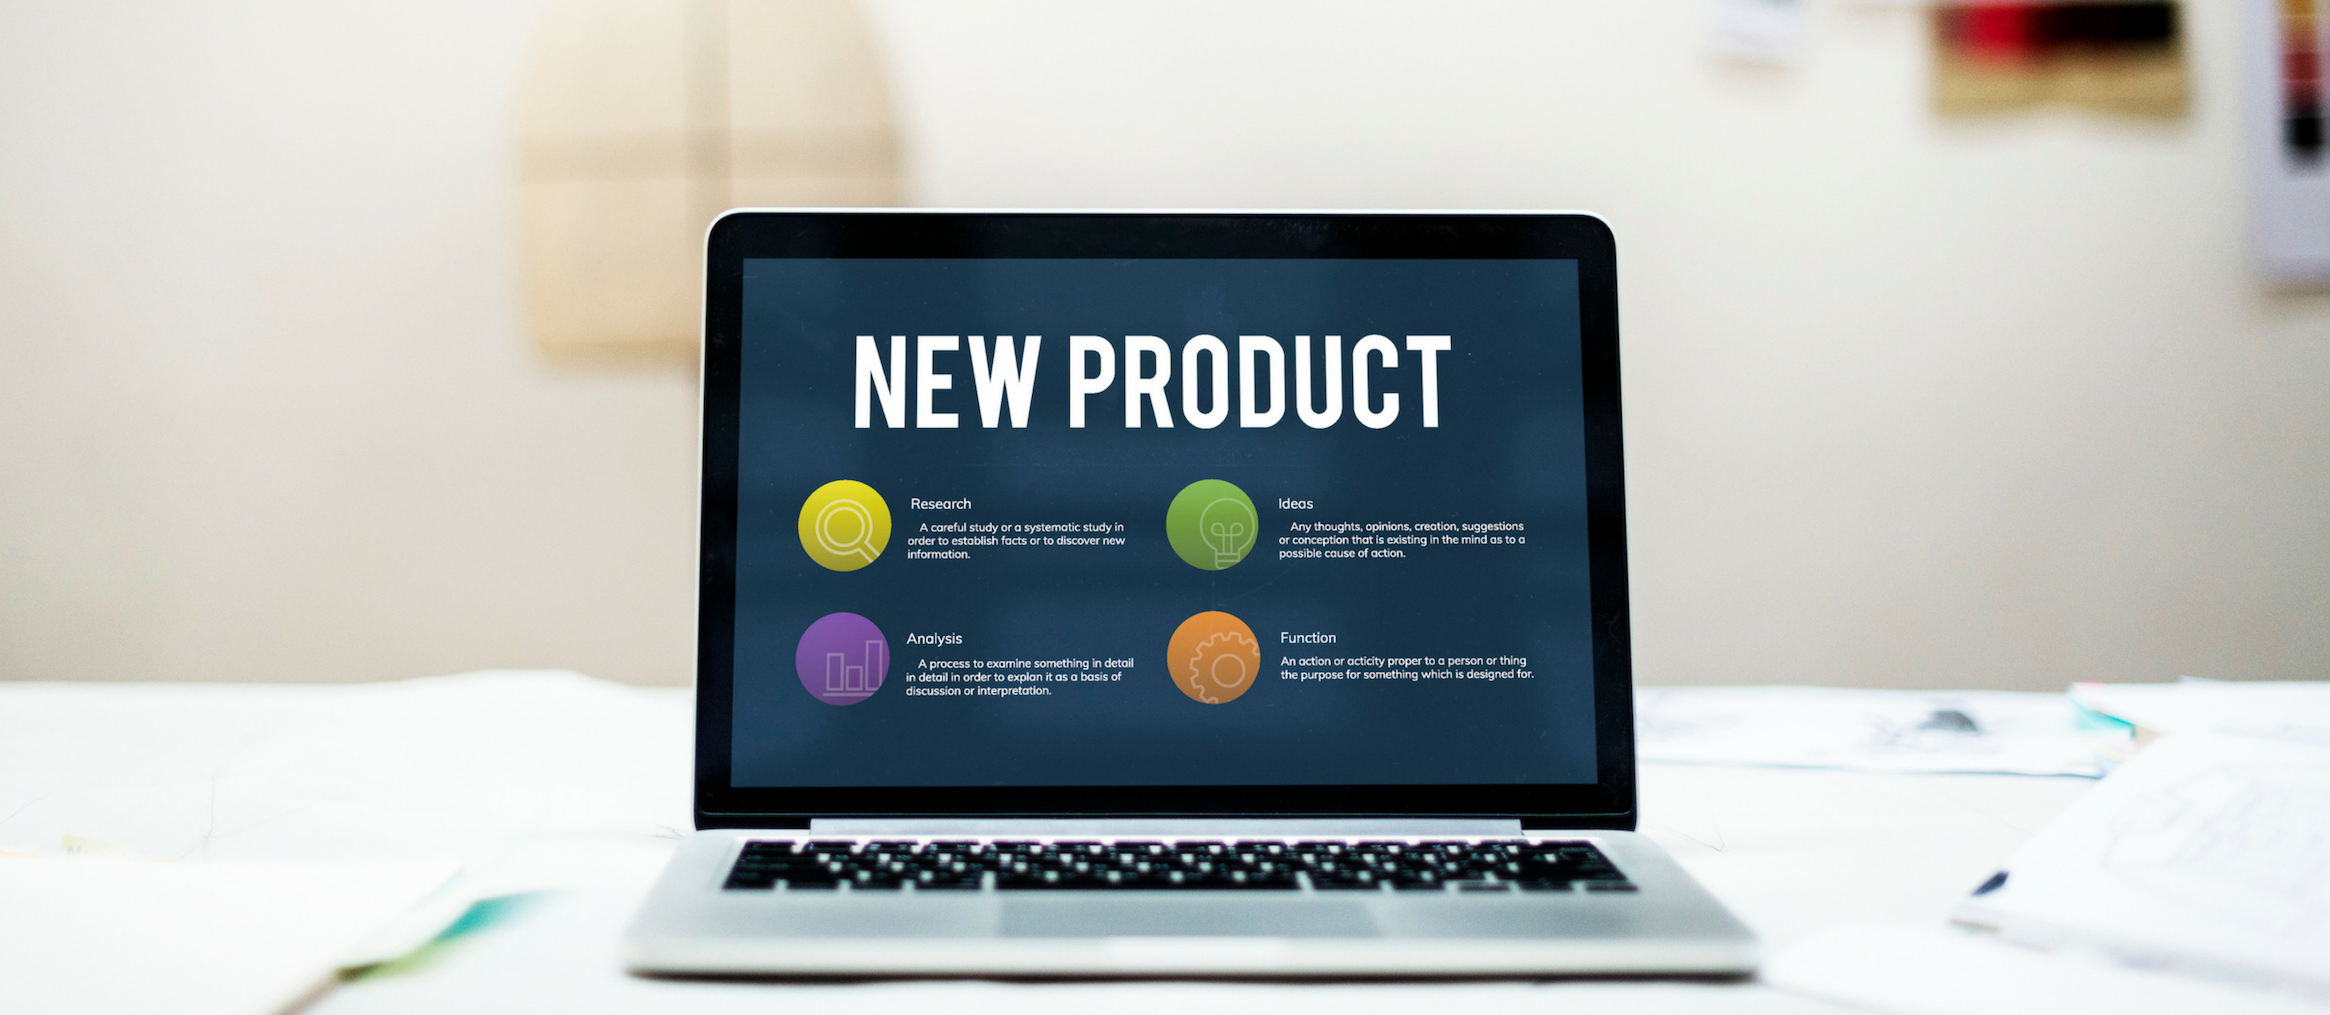 NEW PRODUCT
Research
A careful study or a systematic study in
order to establish facts or to discover new
information.
Ideas
Any thoughts, opinions, creation, suggestions
or conception that is existing in the mind as to a
possible cause of action.
Analysis
A process to examine something in detail
in detail in order to explan it as a basis of
discussion or interpretation.
Function
An action or acticity proper to a person or thing
the purpose for something which is designed for.